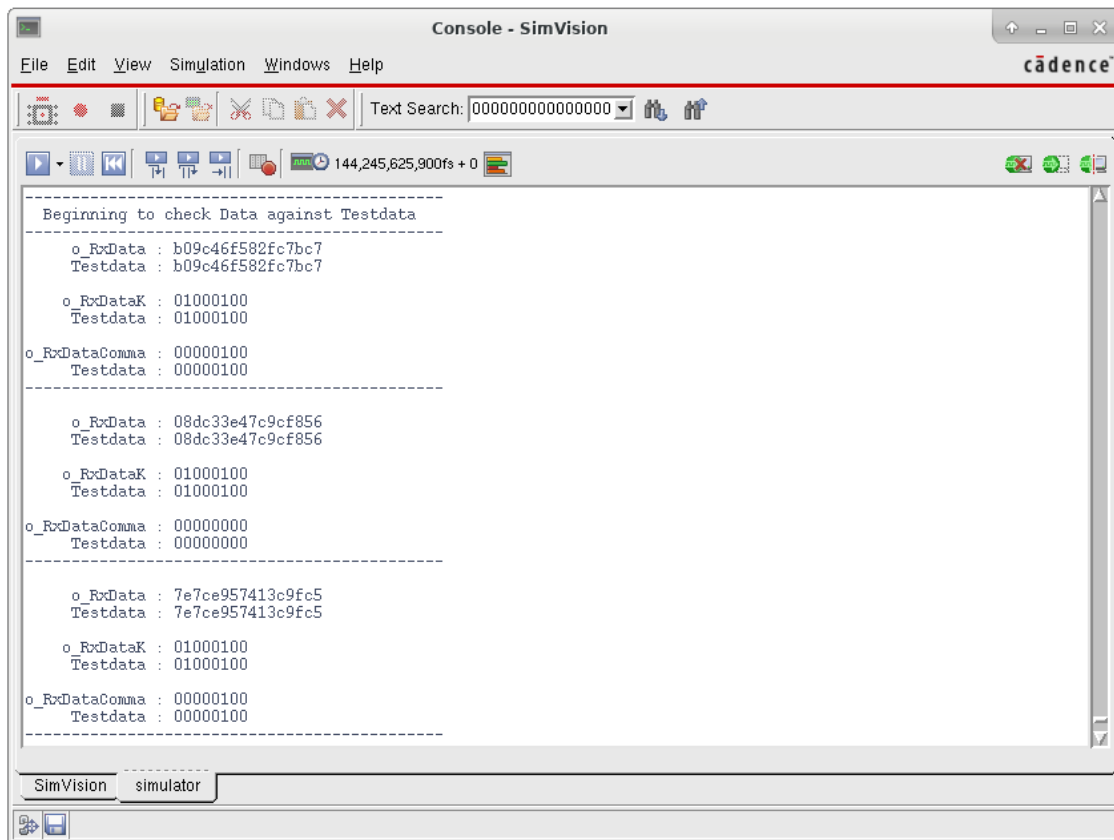 Console - SimVision
File Edit View Simulation Windows Help
cādence
Text Search: 000000000000000
144,245,625,900fs + 0
---------------------------------------------
Beginning to check Data against Testdata
---------------------------------------------
o_RxData : b09c46f582fc7bc7
Testdata : b09c46f582fc7bc7
o_RxDataK : 01000100
Testdata : 01000100
o_RxDataComma : 00000100
Testdata : 00000100
---------------------------------------------
o_RxData : 08dc33e47c9cf856
Testdata : 08dc33e47c9cf856
o_RxDataK : 01000100
Testdata : 01000100
o_RxDataComma : 00000000
Testdata : 00000000
---------------------------------------------
o_RxData : 7e7ce957413c9fc5
Testdata : 7e7ce957413c9fc5
o_RxDataK : 01000100
Testdata : 01000100
o_RxDataComma : 00000100
Testdata : 00000100
---------------------------------------------
SimVision simulator